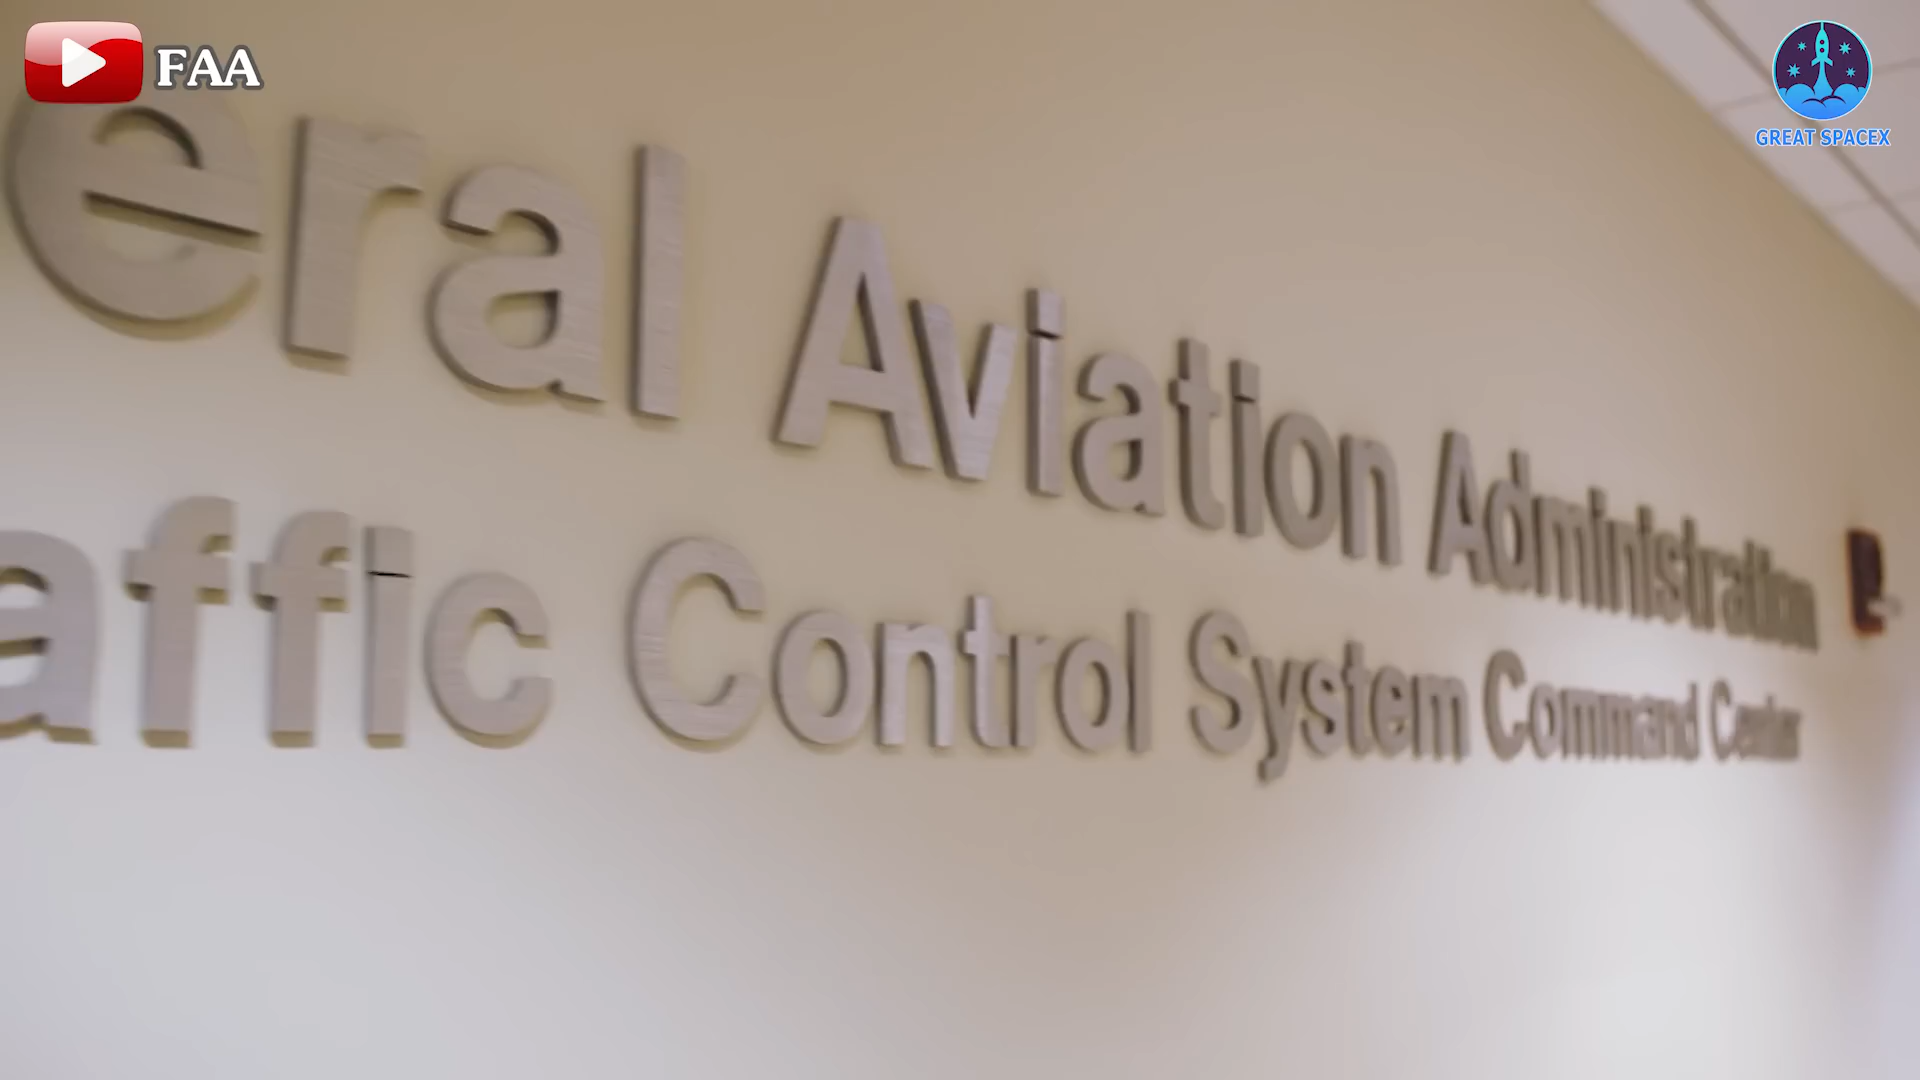 FAA
GREAT SPACEX
eral Aviation Administration
affic Control System Command Center